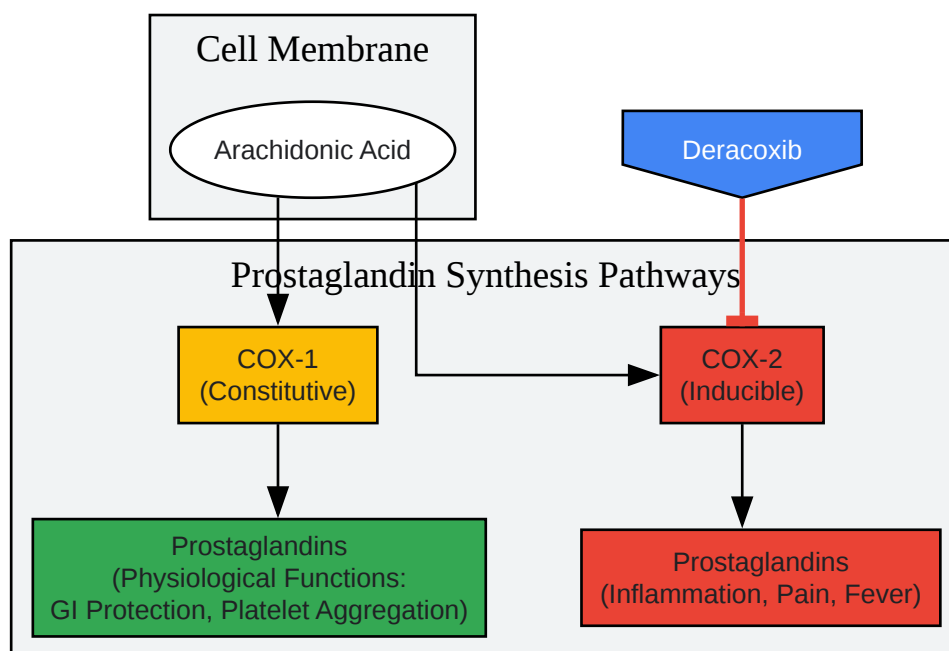 Cell Membrane
Arachidonic Acid
Deracoxib
Prostaglandin Synthesis Pathways
COX-1
(Constitutive)
COX-2
(Inducible)
Prostaglandins
(Physiological Functions:
GI Protection, Platelet Aggregation)
Prostaglandins
(Inflammation, Pain, Fever)